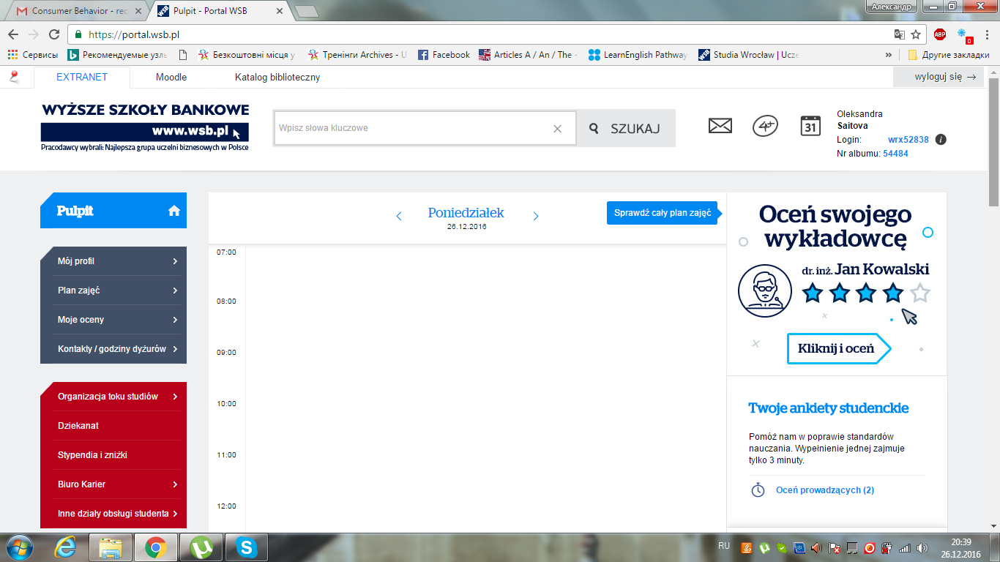 Consumer Behavior - rec
Pulpit - Portal WSB
Александр
https://portal.wsb.pl
ABP
0
Сервисы
Рекомендуемые узлы
Безкоштовні місця у
Тренінги Archives - U
Facebook
Articles A / An / The -
LearnEnglish Pathway
WSB
Studia Wrocław | Ucze
»
Другие закладки
EXTRANET
Moodle
Katalog biblioteczny
wyloguj się →
WYŻSZE SZKOŁY BANKOWE
www.wsb.pl
Pracodawcy wybrali: Najlepsza grupa uczelni biznesowych w Polsce
Wpisz słowa kluczowe
SZUKAJ
4+
31
Oleksandra
Saitova
Login: wrx52838
Nr albumu: 54484
Pulpit
Mój profil
Plan zajęć
Moje oceny
Kontakty / godziny dyżurów
Organizacja toku studiów
Dziekanat
Stypendia i zniżki
Biuro Karier
Inne działy obsługi studenta
Poniedziałek
26.12.2016
Sprawdź cały plan zajęć
07:00
08:00
09:00
10:00
11:00
12:00
Oceń swojego
wykładowcę
dr. inż. Jan Kowalski
Kliknij i oceń
Twoje ankiety studenckie
Pomóż nam w poprawie standardów
nauczania. Wypełnienie jednej zajmuje
tylko 3 minuty.
Oceń prowadzących (2)
RU
20:39
26.12.2016